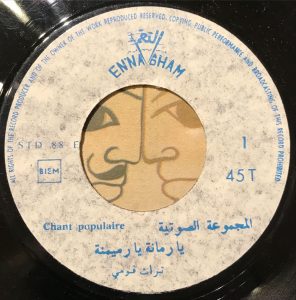 ALL RIGHTS OF THE RECORD PRODUCER AND OF THE OWNER OF THE WORK REPRODUCED RESERVED. COPYING, PUBLIC PERFORMANCE AND BROADCASTING OF THIS RECORD PROHIBITED
النغم
ENNAGHAM
STD 88 E
1
BIEM
45T
Chant populaire
المجموعة الصوتية
يا رمانة يا رميمنة
تراث قومي